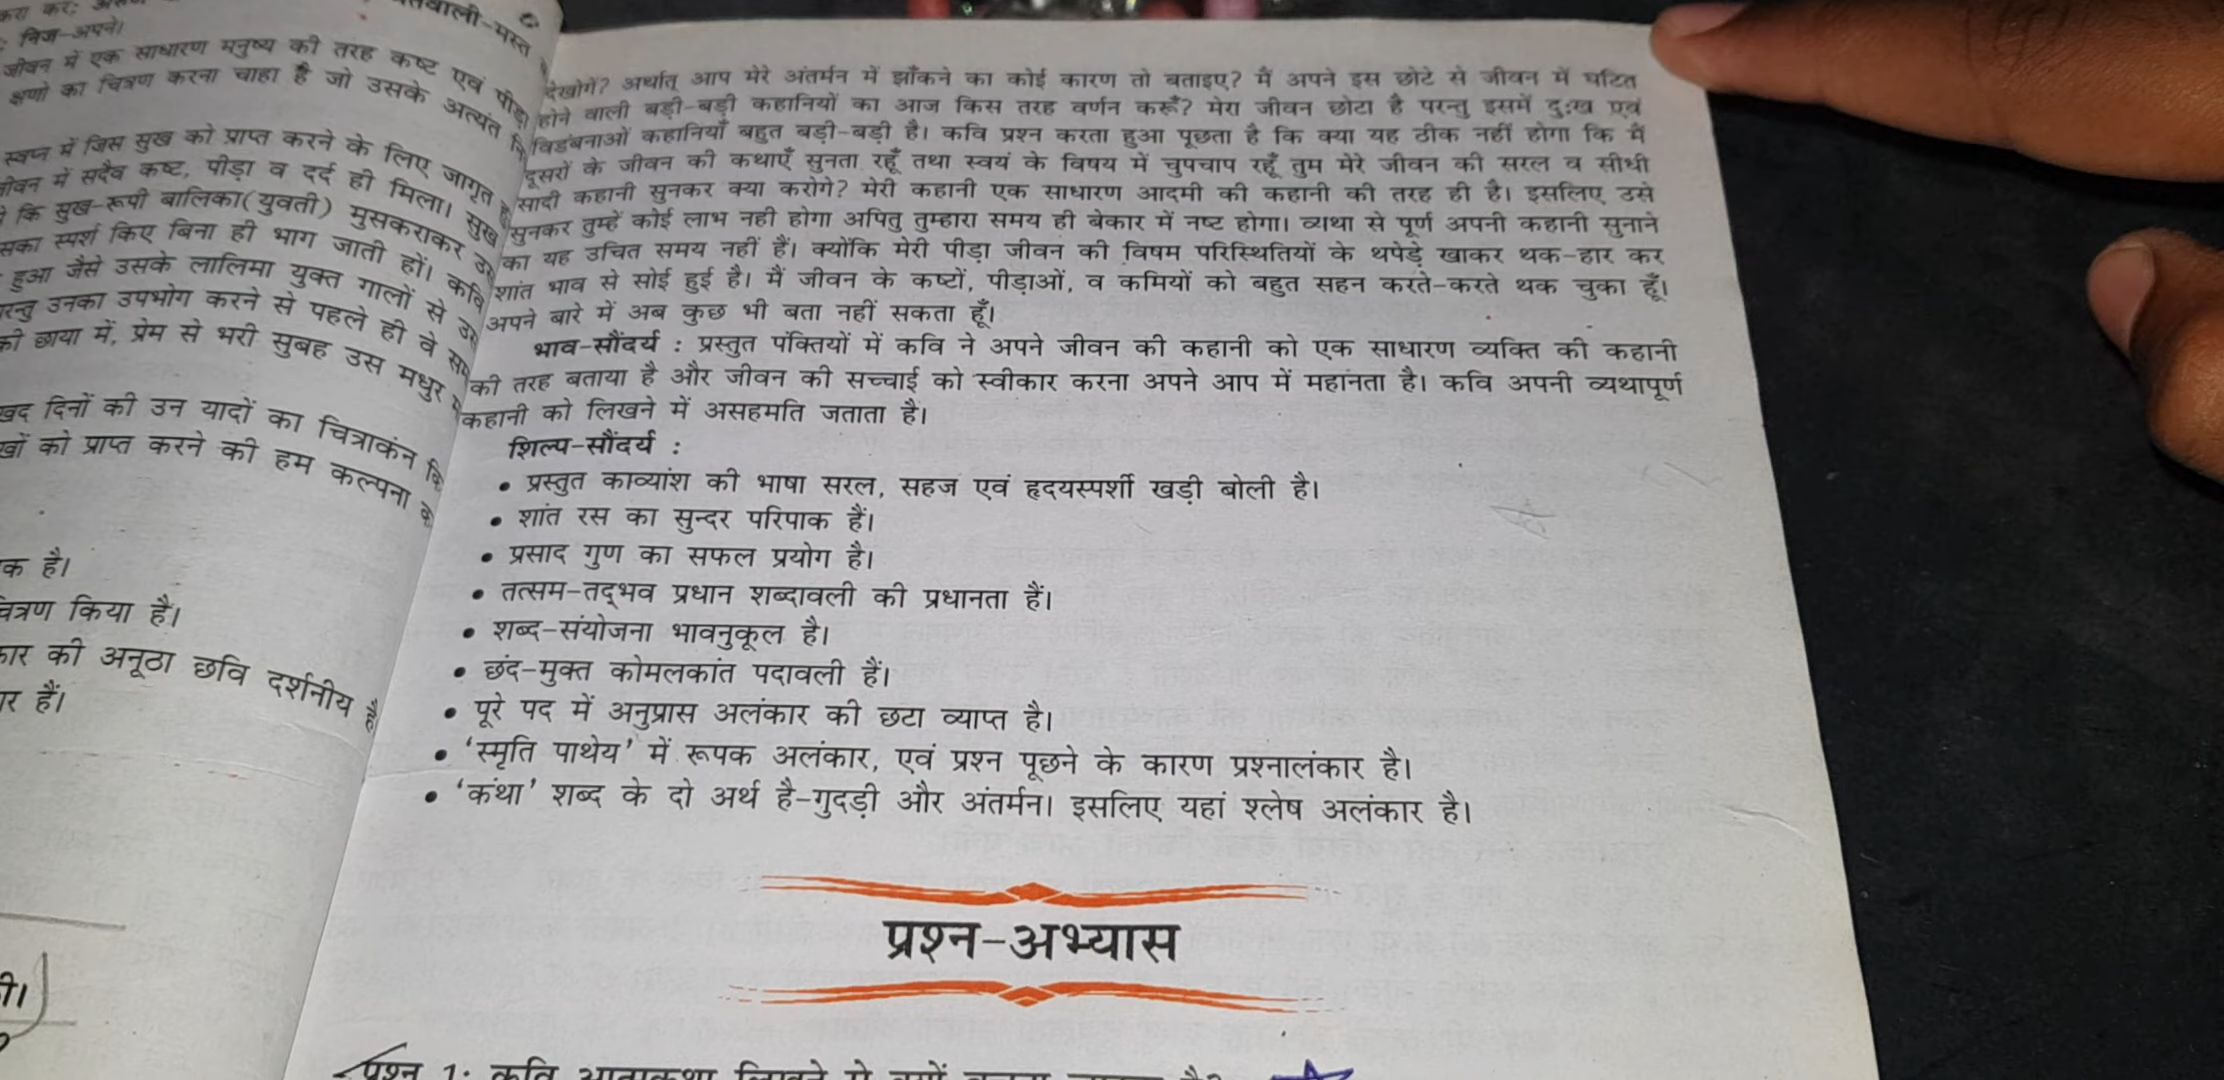 निज-अपने।
जीवन में एक साधारण मनुष्य की तरह कष्ट एवं पीड़ा
क्षणों का चित्रण करना चाहा है जो उसके अत्यंत
स्वप्न में जिस सुख को प्राप्त करने के लिए जागृत
में सदैव कष्ट, पीड़ा व दर्द ही मिला। सुख
कि सुख-रूपी बालिका(युवती) मुसकराकर
स्पर्श किए बिना ही भाग जाती हों। कवि
हुआ जैसे उसके लालिमा युक्त गालों से
उनका उपभोग करने से पहले ही वे
की छाया में, प्रेम से भरी सुबह उस मधुर
दिनों की उन यादों का चित्राकंन
को प्राप्त करने की हम कल्पना
है।
किया है।
की अनूठा छवि दर्शनीय है
हैं।
देखोगे? अर्थात् आप मेरे अंतर्मन में झाँकने का कोई कारण तो बताइए? मैं अपने इस छोटे से जीवन में घटित
होने वाली बड़ी-बड़ी कहानियों का आज किस तरह वर्णन करूँ? मेरा जीवन छोटा है परन्तु इसमें दुःख एवं
विडंबनाओं कहानियाँ बहुत बड़ी-बड़ी है। कवि प्रश्न करता हुआ पूछता है कि क्या यह ठीक नहीं होगा कि मैं
दूसरों के जीवन की कथाएँ सुनता रहूँ तथा स्वयं के विषय में चुपचाप रहूँ तुम मेरे जीवन की सरल व सीधी
सादी कहानी सुनकर क्या करोगे? मेरी कहानी एक साधारण आदमी की कहानी की तरह ही है। इसलिए उसे
सुनकर तुम्हें कोई लाभ नही होगा अपितु तुम्हारा समय ही बेकार में नष्ट होगा। व्यथा से पूर्ण अपनी कहानी सुनाने
का यह उचित समय नहीं हैं। क्योंकि मेरी पीड़ा जीवन की विषम परिस्थितियों के थपेड़े खाकर थक-हार कर
शांत भाव से सोई हुई है। मैं जीवन के कष्टों, पीड़ाओं, व कमियों को बहुत सहन करते-करते थक चुका हूँ।
अपने बारे में अब कुछ भी बता नहीं सकता हूँ।
भाव-सौंदर्य : प्रस्तुत पंक्तियों में कवि ने अपने जीवन की कहानी को एक साधारण व्यक्ति की कहानी
की तरह बताया है और जीवन की सच्चाई को स्वीकार करना अपने आप में महानता है। कवि अपनी व्यथापूर्ण
कहानी को लिखने में असहमति जताता है।
शिल्प-सौंदर्य :
• प्रस्तुत काव्यांश की भाषा सरल, सहज एवं हृदयस्पर्शी खड़ी बोली है।
• शांत रस का सुन्दर परिपाक हैं।
• प्रसाद गुण का सफल प्रयोग है।
• तत्सम-तद्‌भव प्रधान शब्दावली की प्रधानता हैं।
• शब्द-संयोजना भावनुकूल है।
• छंद-मुक्त कोमलकांत पदावली हैं।
• पूरे पद में अनुप्रास अलंकार की छटा व्याप्त है।
• 'स्मृति पाथेय' में रूपक अलंकार, एवं प्रश्न पूछने के कारण प्रश्नालंकार है।
• 'कंथा' शब्द के दो अर्थ है-गुदड़ी और अंतर्मन। इसलिए यहां श्लेष अलंकार है।
प्रश्न-अभ्यास
प्रश्न 1: कवि